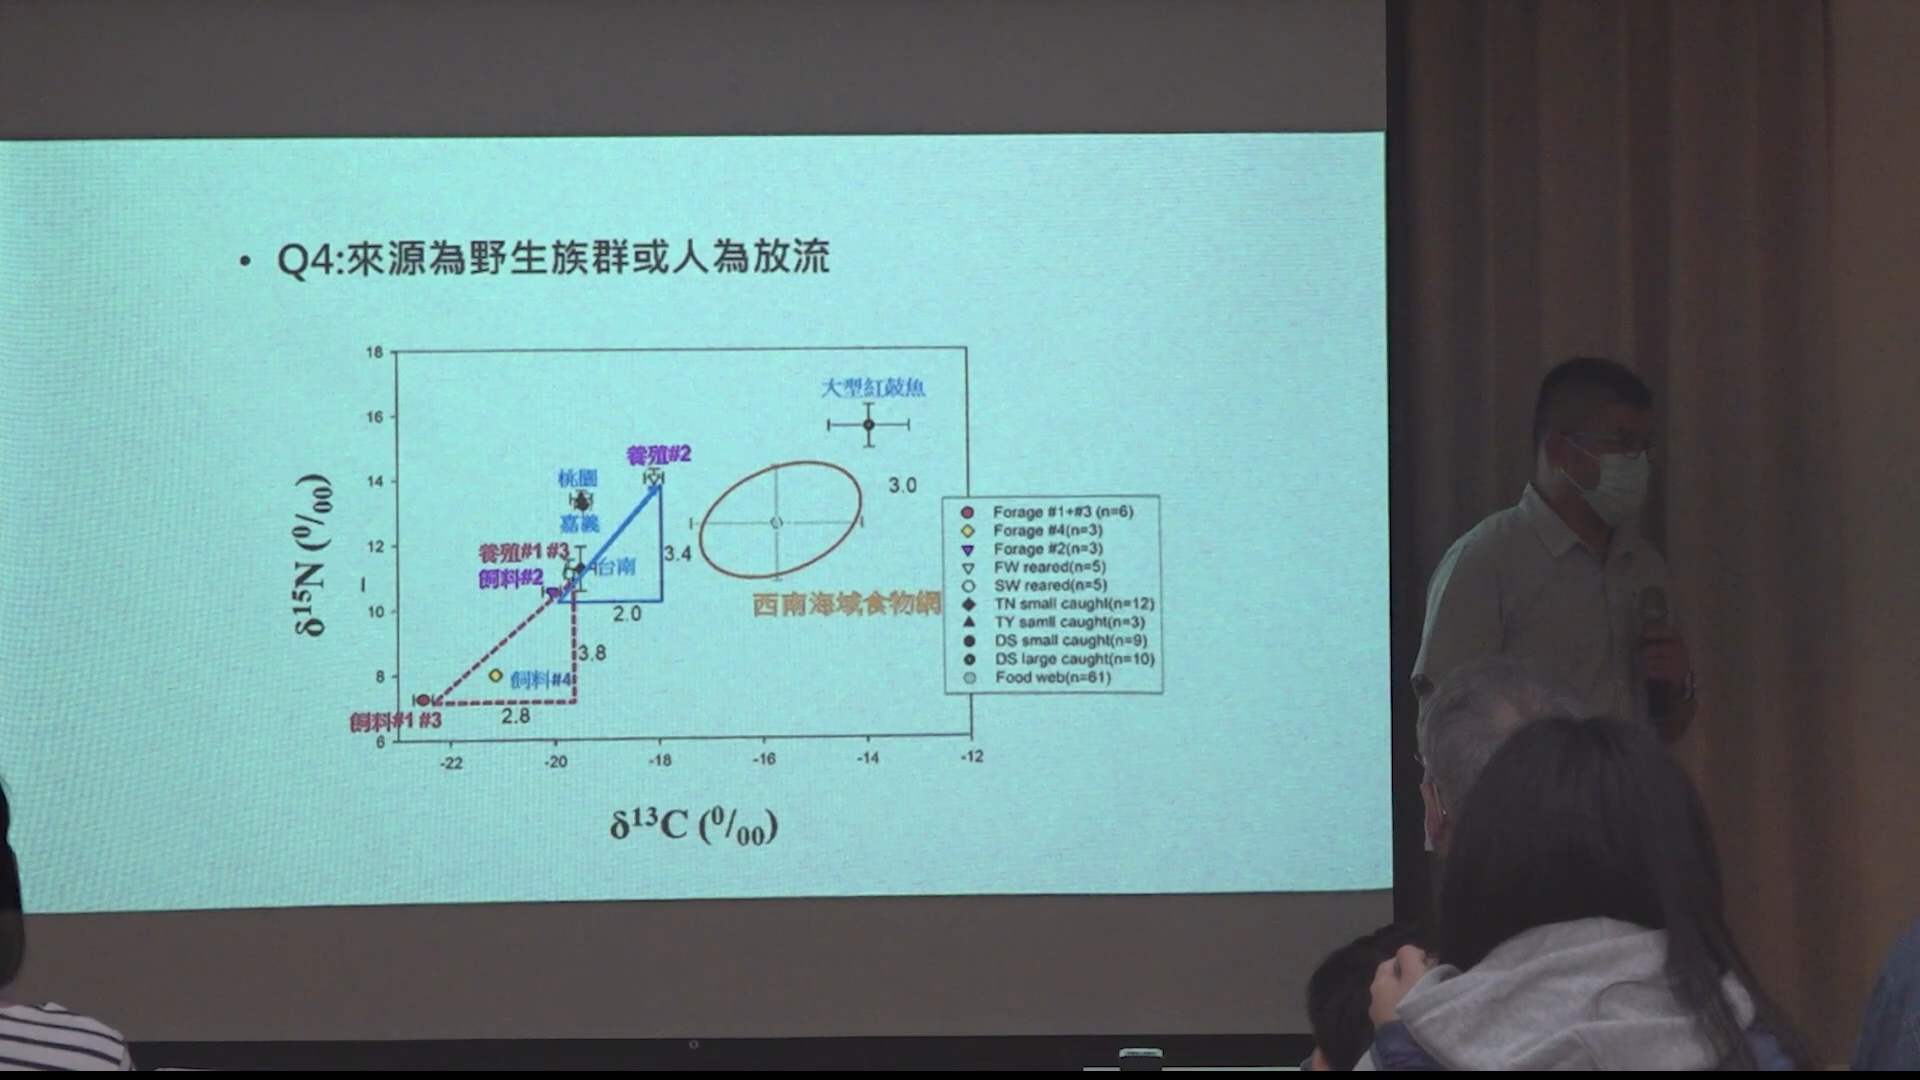 • Q4:來源為野生族群或人為放流
18
16
14
12
10
8
6
δ15N (0/00)
大型紅鼓魚
養殖#2
桃園
嘉義
3.0
養殖#1 #3
台南
3.4
飼料#2
2.0
西南海域食物網
3.8
飼料#4
2.8
飼料#1 #3
Forage #1+#3 (n=6)
Forage #4(n=3)
Forage #2(n=3)
FW reared(n=5)
SW reared(n=5)
TN small caught(n=12)
TY samll caught(n=3)
DS small caught(n=9)
DS large caught(n=10)
Food web(n=61)
-22
-20
-18
-16
-14
-12
δ13C (0/00)